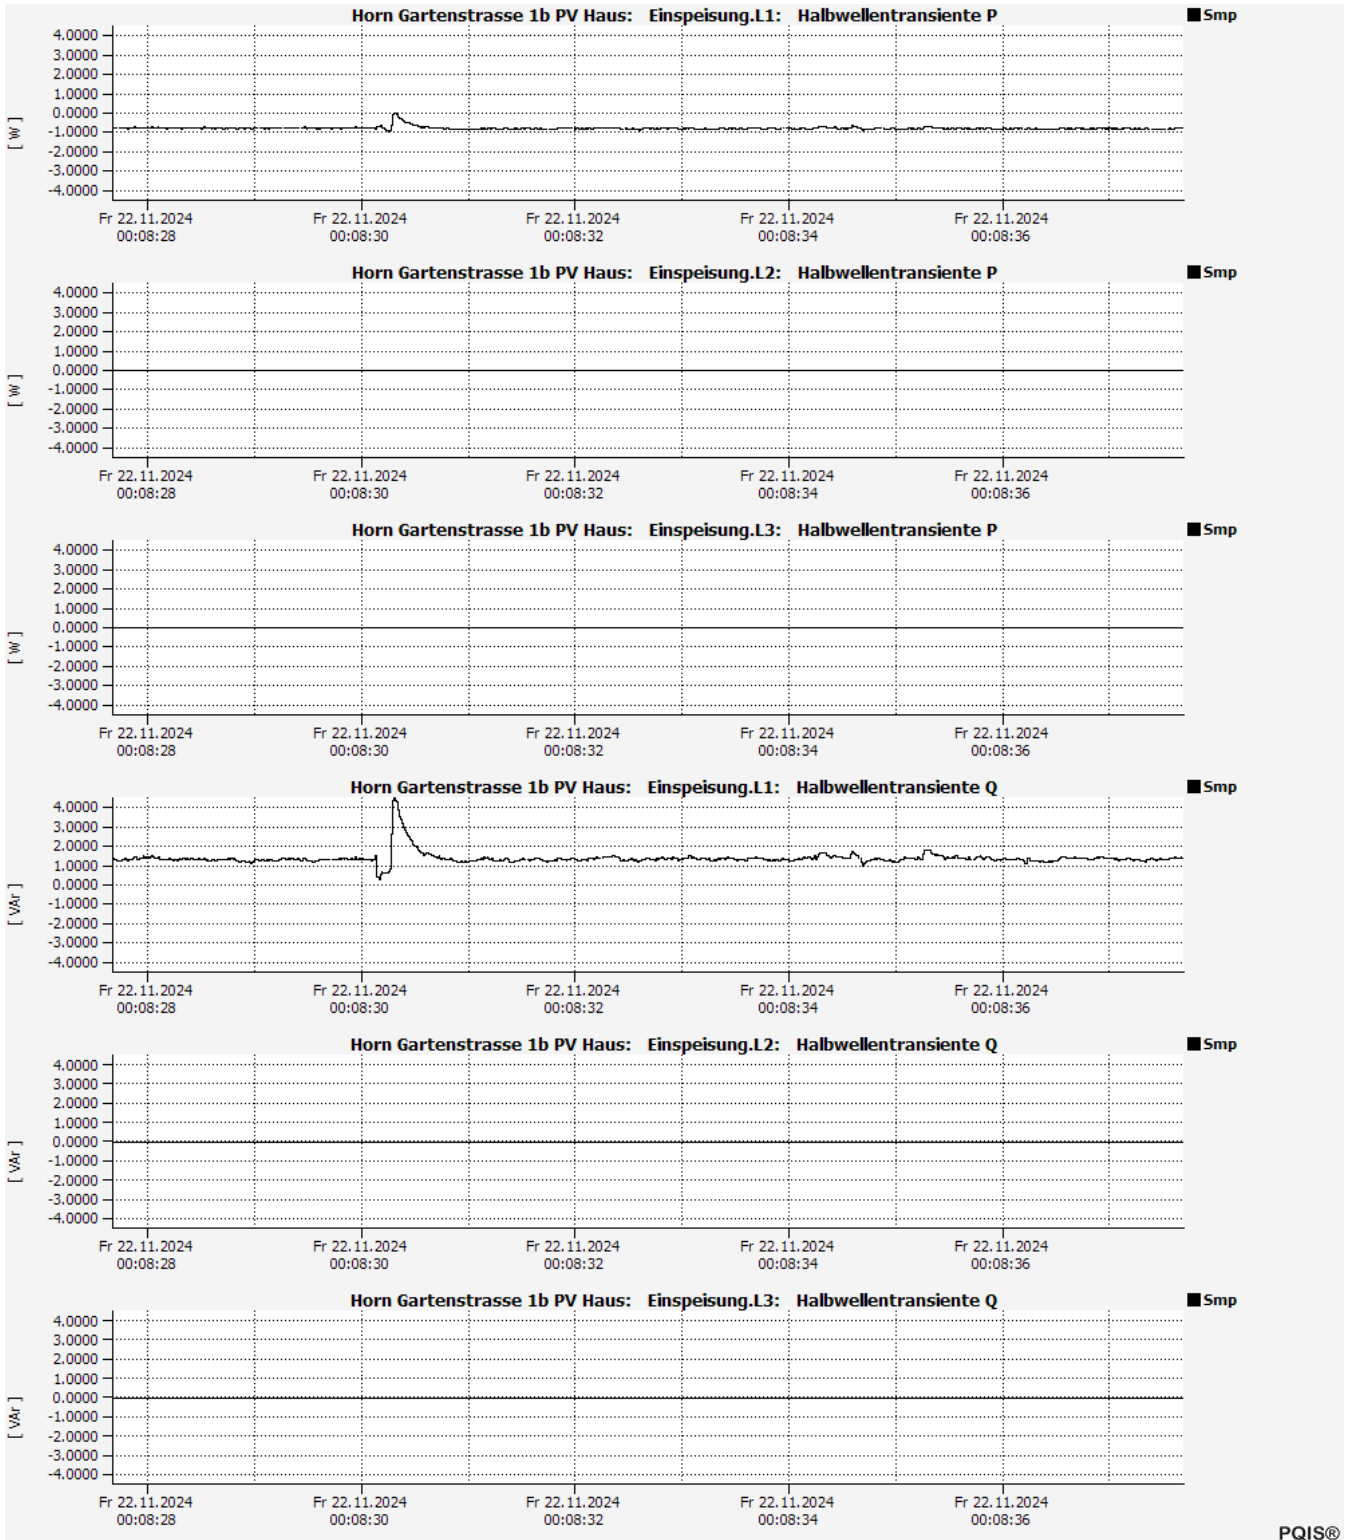 Horn Gartenstrasse 1b PV Haus: Einspeisung.L1: Halbwellentransiente P
Smp
4.0000
3.0000
2.0000
1.0000
0.0000
-1.0000
-2.0000
-3.0000
-4.0000
[ W ]
Fr 22.11.2024 Fr 22.11.2024 Fr 22.11.2024 Fr 22.11.2024 Fr 22.11.2024
00:08:28 00:08:30 00:08:32 00:08:34 00:08:36
Horn Gartenstrasse 1b PV Haus: Einspeisung.L2: Halbwellentransiente P
Smp
4.0000
3.0000
2.0000
1.0000
0.0000
-1.0000
-2.0000
-3.0000
-4.0000
[ W ]
Fr 22.11.2024 Fr 22.11.2024 Fr 22.11.2024 Fr 22.11.2024 Fr 22.11.2024
00:08:28 00:08:30 00:08:32 00:08:34 00:08:36
Horn Gartenstrasse 1b PV Haus: Einspeisung.L3: Halbwellentransiente P
Smp
4.0000
3.0000
2.0000
1.0000
0.0000
-1.0000
-2.0000
-3.0000
-4.0000
[ W ]
Fr 22.11.2024 Fr 22.11.2024 Fr 22.11.2024 Fr 22.11.2024 Fr 22.11.2024
00:08:28 00:08:30 00:08:32 00:08:34 00:08:36
Horn Gartenstrasse 1b PV Haus: Einspeisung.L1: Halbwellentransiente Q
Smp
4.0000
3.0000
2.0000
1.0000
0.0000
-1.0000
-2.0000
-3.0000
-4.0000
[ VAr ]
Fr 22.11.2024 Fr 22.11.2024 Fr 22.11.2024 Fr 22.11.2024 Fr 22.11.2024
00:08:28 00:08:30 00:08:32 00:08:34 00:08:36
Horn Gartenstrasse 1b PV Haus: Einspeisung.L2: Halbwellentransiente Q
Smp
4.0000
3.0000
2.0000
1.0000
0.0000
-1.0000
-2.0000
-3.0000
-4.0000
[ VAr ]
Fr 22.11.2024 Fr 22.11.2024 Fr 22.11.2024 Fr 22.11.2024 Fr 22.11.2024
00:08:28 00:08:30 00:08:32 00:08:34 00:08:36
Horn Gartenstrasse 1b PV Haus: Einspeisung.L3: Halbwellentransiente Q
Smp
4.0000
3.0000
2.0000
1.0000
0.0000
-1.0000
-2.0000
-3.0000
-4.0000
[ VAr ]
Fr 22.11.2024 Fr 22.11.2024 Fr 22.11.2024 Fr 22.11.2024 Fr 22.11.2024
00:08:28 00:08:30 00:08:32 00:08:34 00:08:36
PQIS®